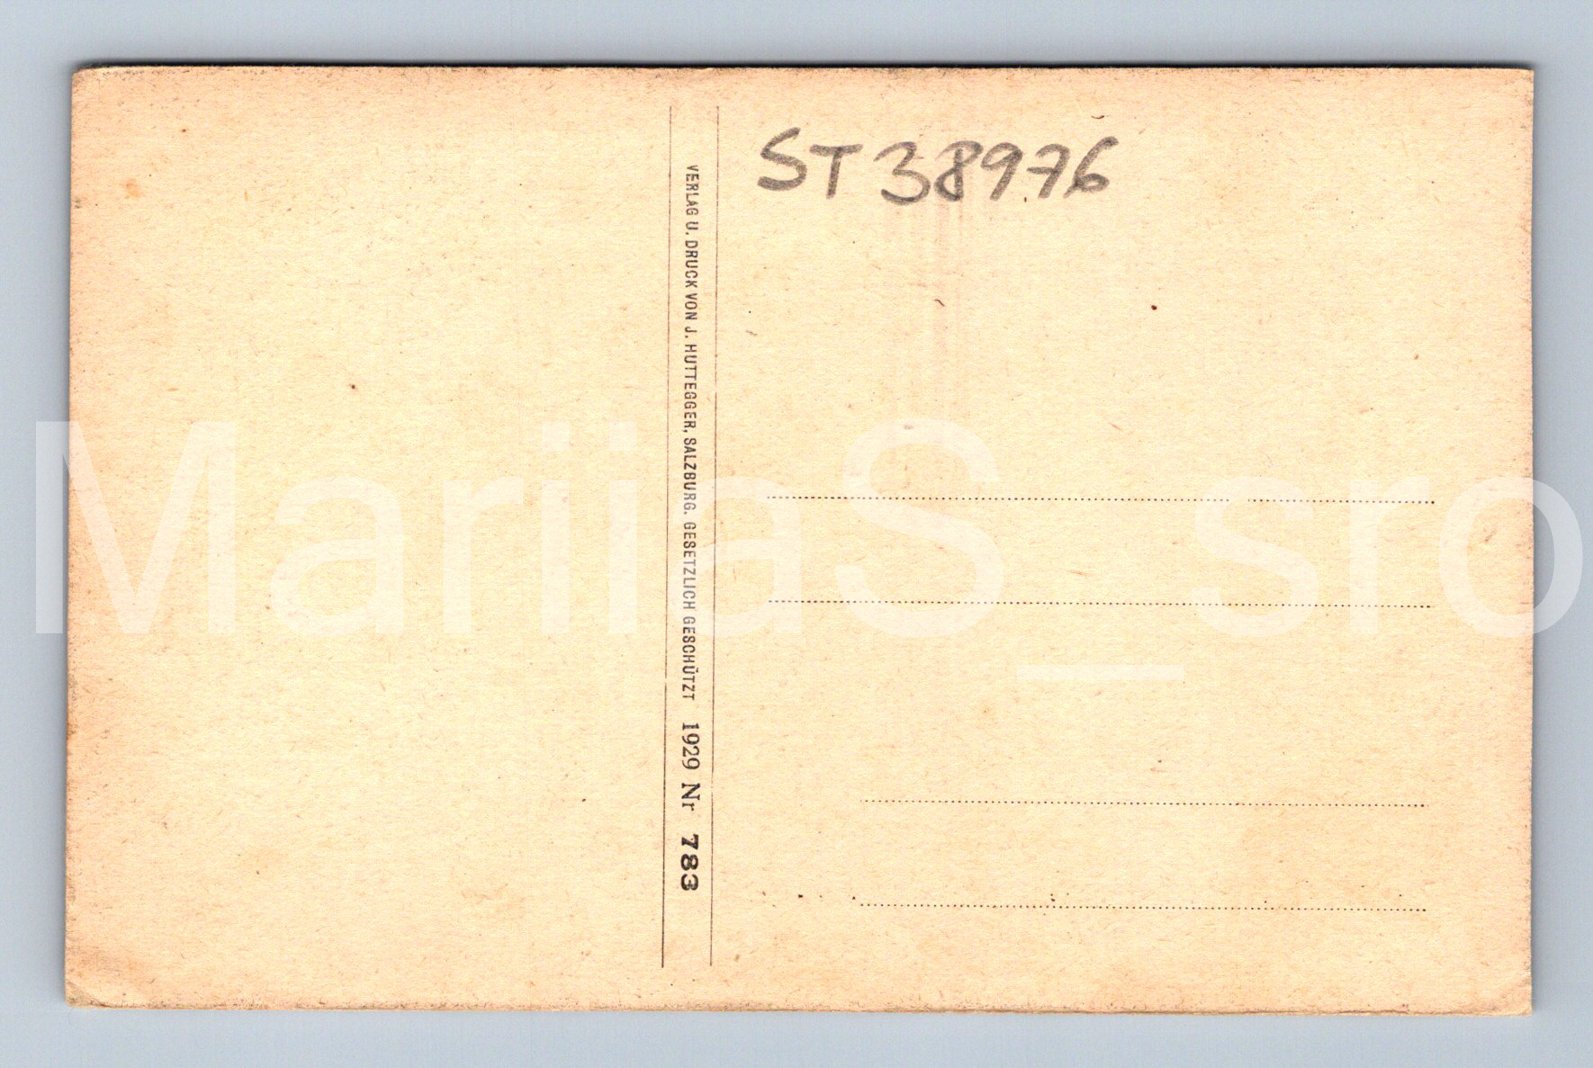 ST 38976
VERLAG U. DRUCK VON J. HUTTEGGER, SALZBURG. GESETZLICH GESCHÜTZT 1929 Nr 783
MariiaS_sro